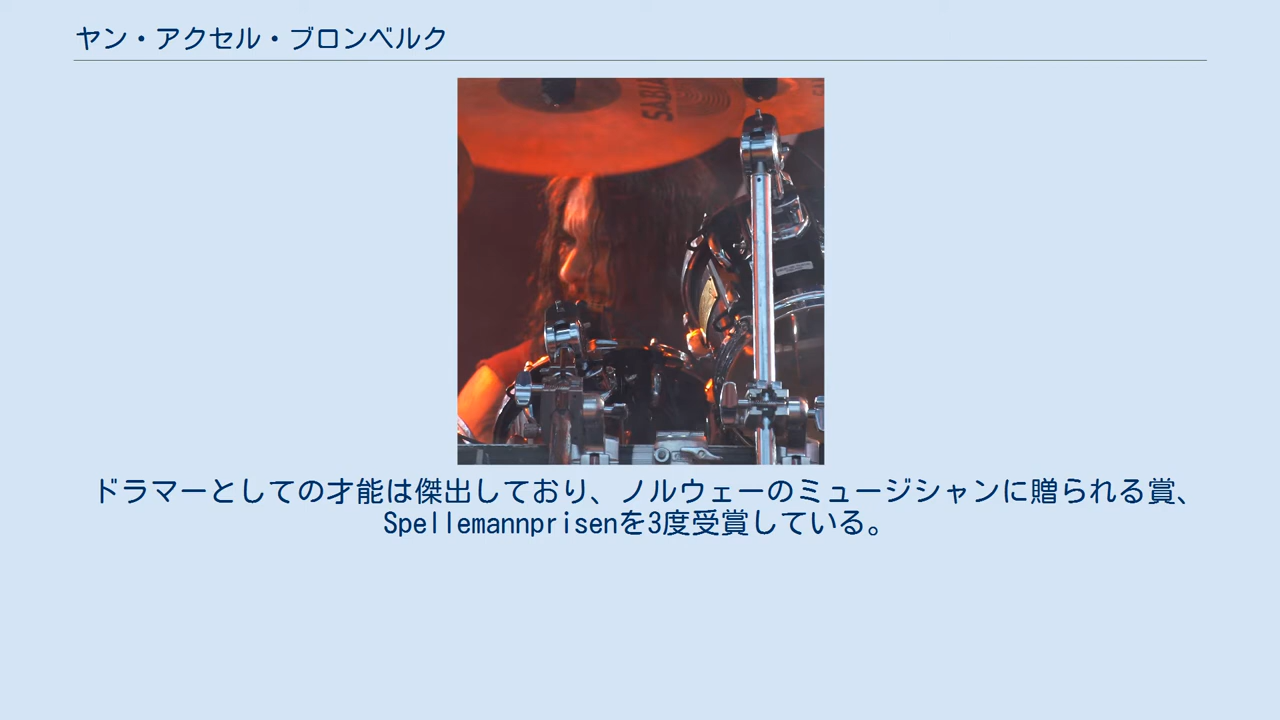 ヤン・アクセル・ブロンベルク
SABIA
ドラマーとしての才能は傑出しており、ノルウェーのミュージシャンに贈られる賞、
Spellemannprisenを3度受賞している。